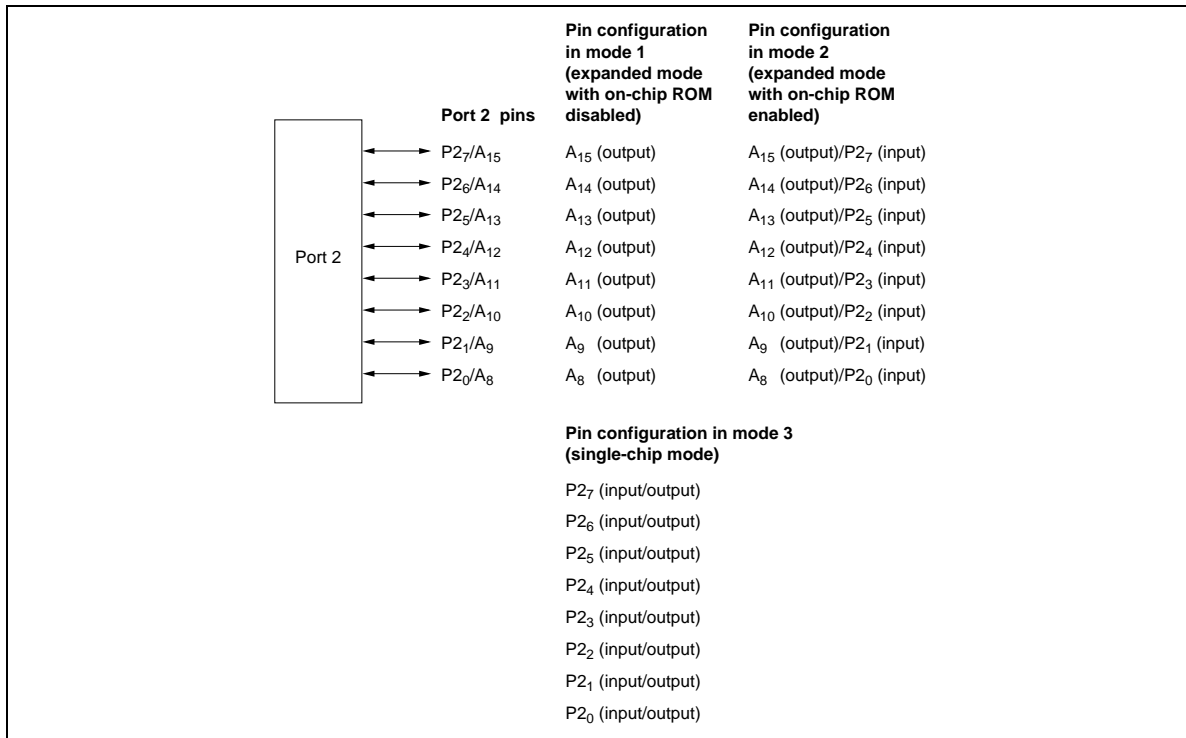 Pin configuration in mode 1 (expanded mode with on-chip ROM disabled)
Pin configuration in mode 2 (expanded mode with on-chip ROM enabled)
Port 2 pins
Port 2
P2₇/A₁₅ A₁₅ (output) A₁₅ (output)/P2₇ (input)
P2₆/A₁₄ A₁₄ (output) A₁₄ (output)/P2₆ (input)
P2₅/A₁₃ A₁₃ (output) A₁₃ (output)/P2₅ (input)
P2₄/A₁₂ A₁₂ (output) A₁₂ (output)/P2₄ (input)
P2₃/A₁₁ A₁₁ (output) A₁₁ (output)/P2₃ (input)
P2₂/A₁₀ A₁₀ (output) A₁₀ (output)/P2₂ (input)
P2₁/A₉ A₉ (output) A₉ (output)/P2₁ (input)
P2₀/A₈ A₈ (output) A₈ (output)/P2₀ (input)
Pin configuration in mode 3
(single-chip mode)
P2₇ (input/output)
P2₆ (input/output)
P2₅ (input/output)
P2₄ (input/output)
P2₃ (input/output)
P2₂ (input/output)
P2₁ (input/output)
P2₀ (input/output)